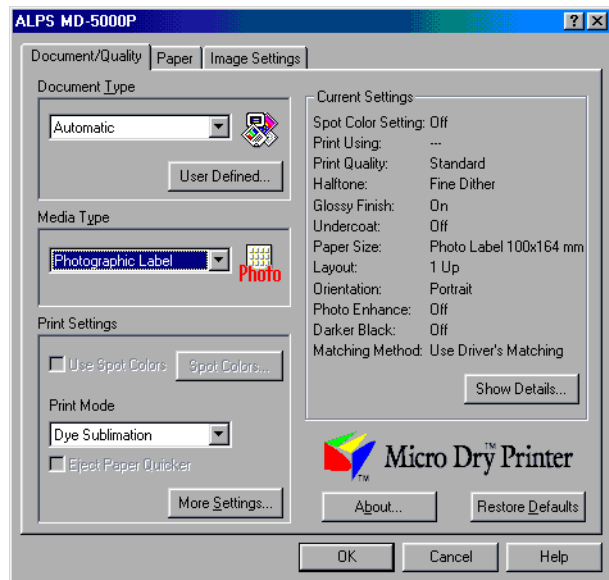 ALPS MD-5000P
Document/Quality
Paper
Image Settings
Document Type
Automatic
User Defined...
Media Type
Photographic Label
Photo
Print Settings
Use Spot Colors
Spot Colors...
Print Mode
Dye Sublimation
Eject Paper Quicker
More Settings...
Current Settings
Spot Color Setting: Off
Print Using: ---
Print Quality: Standard
Halftone: Fine Dither
Glossy Finish: On
Undercoat: Off
Paper Size: Photo Label 100x164 mm
Layout: 1 Up
Orientation: Portrait
Photo Enhance: Off
Darker Black: Off
Matching Method: Use Driver's Matching
Show Details...
Micro Dry™ Printer
TM
About...
Restore Defaults
OK
Cancel
Help